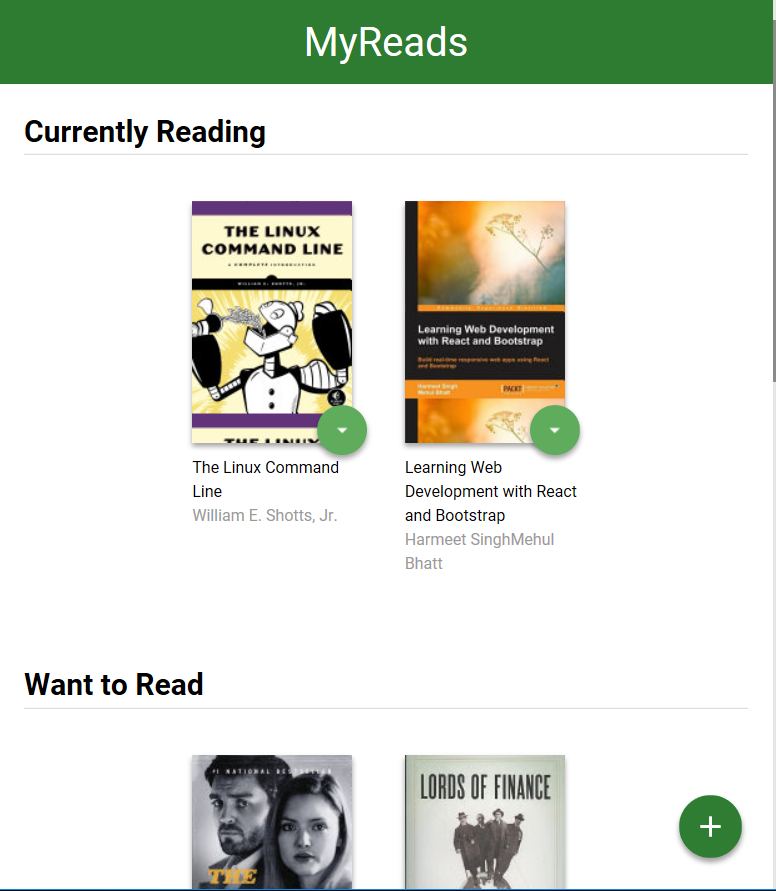 MyReads
Currently Reading
THE LINUX
COMMAND LINE
A COMPLETE INTRODUCTION
WILLIAM E. SHOTTS, JR.
THE LINUX
Learning Web Development
with React and Bootstrap
Build real-time responsive web apps using React
and Bootstrap
Harmeet Singh
Mehul Bhatt
PACKT
The Linux Command
Line
William E. Shotts, Jr.
Learning Web
Development with React
and Bootstrap
Harmeet SinghMehul
Bhatt
Want to Read
#1 NATIONAL BESTSELLER
THE
LORDS OF FINANCE